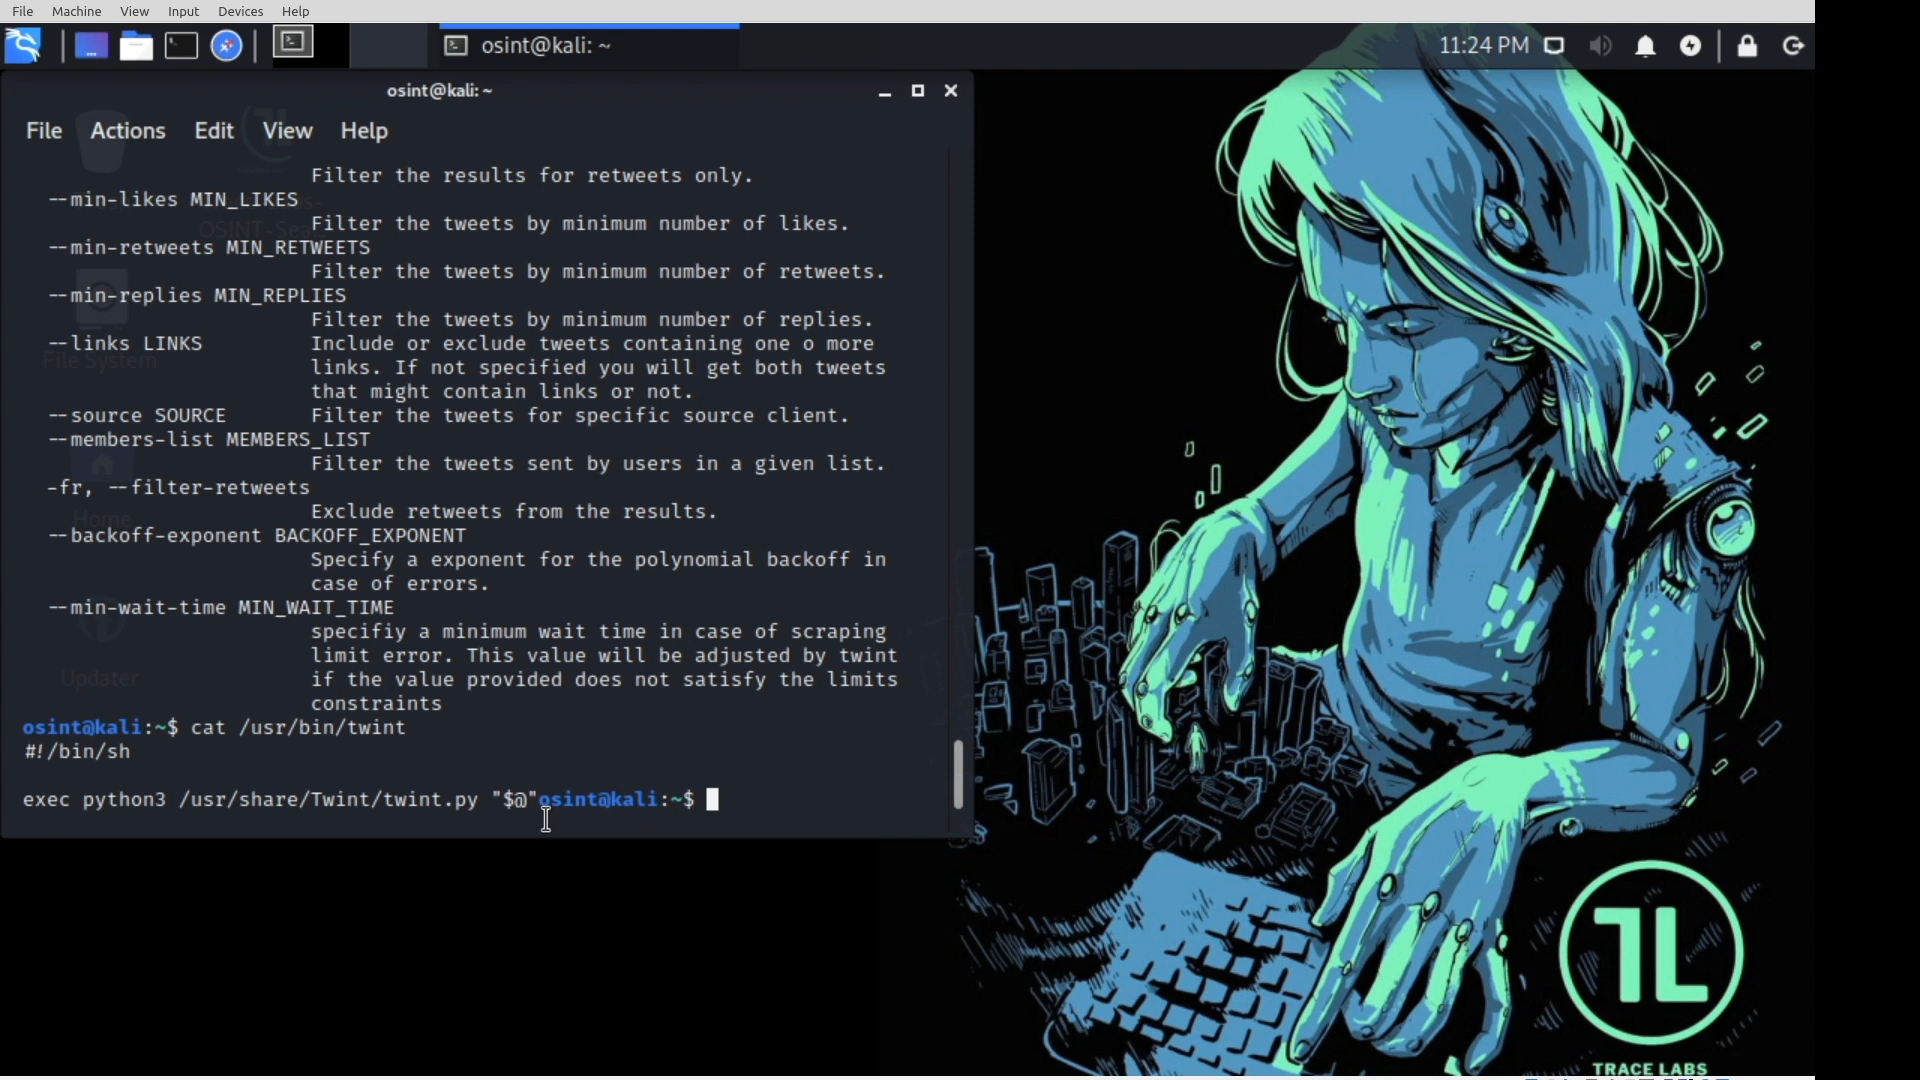 File Machine View Input Devices Help
osint@kali: ~
11:24 PM
osint@kali: ~
File Actions Edit View Help
Filter the results for retweets only.
--min-likes MIN_LIKES
Filter the tweets by minimum number of likes.
--min-retweets MIN_RETWEETS
Filter the tweets by minimum number of retweets.
--min-replies MIN_REPLIES
Filter the tweets by minimum number of replies.
--links LINKS Include or exclude tweets containing one o more
links. If not specified you will get both tweets
that might contain links or not.
--source SOURCE Filter the tweets for specific source client.
--members-list MEMBERS_LIST
Filter the tweets sent by users in a given list.
-fr, --filter-retweets
Exclude retweets from the results.
--backoff-exponent BACKOFF_EXPONENT
Specify a exponent for the polynomial backoff in
case of errors.
--min-wait-time MIN_WAIT_TIME
specifiy a minimum wait time in case of scraping
limit error. This value will be adjusted by twint
if the value provided does not satisfy the limits
constraints
osint@kali:~$ cat /usr/bin/twint
#!/bin/sh
exec python3 /usr/share/Twint/twint.py "$@"osint@kali:~$
File System
Home
Updater
TL
TRACE LABS